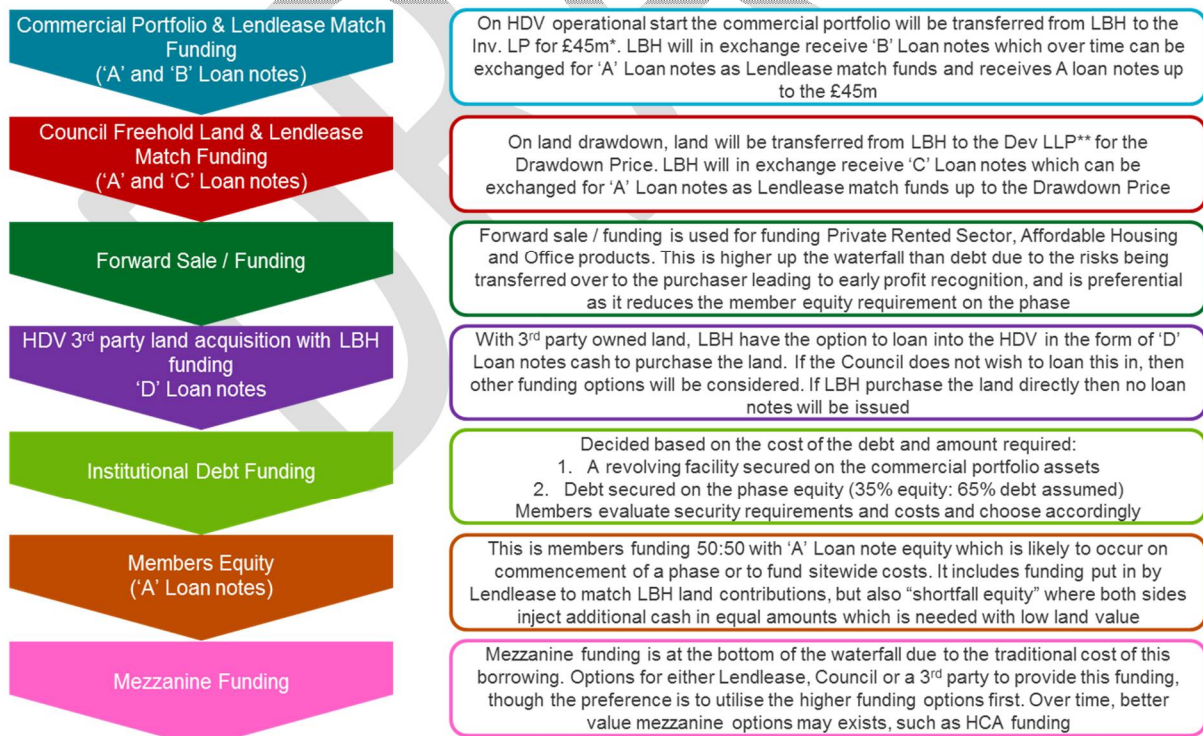 Commercial Portfolio & Lendlease Match
Funding
(‘A’ and ‘B’ Loan notes)
On HDV operational start the commercial portfolio will be transferred from LBH to the
Inv. LP for £45m*. LBH will in exchange receive ‘B’ Loan notes which over time can be
exchanged for ‘A’ Loan notes as Lendlease match funds and receives A loan notes up
to the £45m
Council Freehold Land & Lendlease
Match Funding
(‘A’ and ‘C’ Loan notes)
On land drawdown, land will be transferred from LBH to the Dev LLP** for the
Drawdown Price. LBH will in exchange receive ‘C’ Loan notes which can be
exchanged for ‘A’ Loan notes as Lendlease match funds up to the Drawdown Price
Forward Sale / Funding
Forward sale / funding is used for funding Private Rented Sector, Affordable Housing
and Office products. This is higher up the waterfall than debt due to the risks being
transferred over to the purchaser leading to early profit recognition, and is preferential
as it reduces the member equity requirement on the phase
HDV 3rd party land acquisition with LBH
funding
‘D’ Loan notes
With 3rd party owned land, LBH have the option to loan into the HDV in the form of ‘D’
Loan notes cash to purchase the land. If the Council does not wish to loan this in, then
other funding options will be considered. If LBH purchase the land directly then no loan
notes will be issued
Institutional Debt Funding
Decided based on the cost of the debt and amount required:
1. A revolving facility secured on the commercial portfolio assets
2. Debt secured on the phase equity (35% equity: 65% debt assumed)
Members evaluate security requirements and costs and choose accordingly
Members Equity
(‘A’ Loan notes)
This is members funding 50:50 with ‘A’ Loan note equity which is likely to occur on
commencement of a phase or to fund sitewide costs. It includes funding put in by
Lendlease to match LBH land contributions, but also “shortfall equity” where both sides
inject additional cash in equal amounts which is needed with low land value
Mezzanine Funding
Mezzanine funding is at the bottom of the waterfall due to the traditional cost of this
borrowing. Options for either Lendlease, Council or a 3rd party to provide this funding,
though the preference is to utilise the higher funding options first. Over time, better
value mezzanine options may exists, such as HCA funding